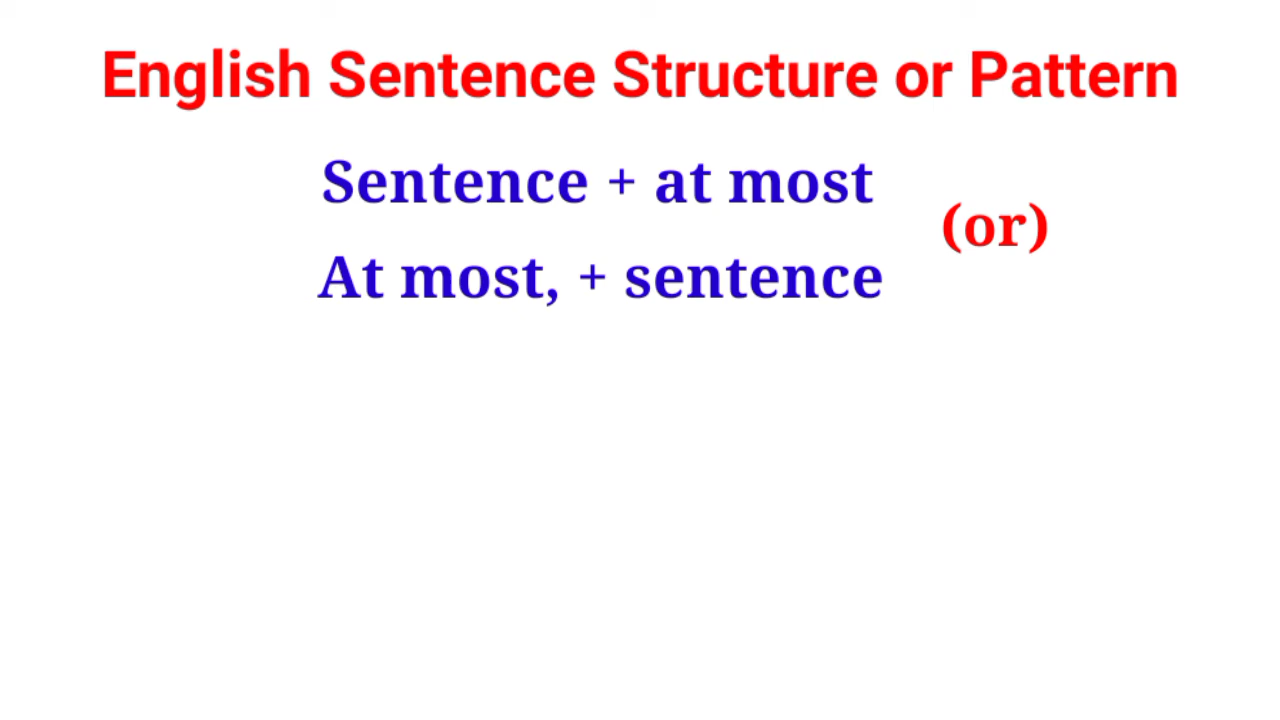 English Sentence Structure or Pattern
Sentence + at most
(or)
At most, + sentence